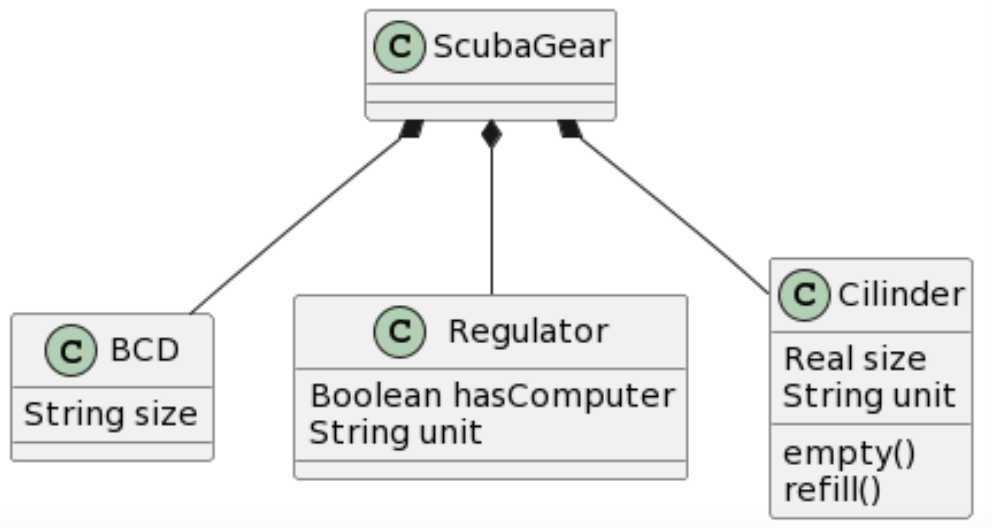 C ScubaGear
C BCD
String size
C Regulator
Boolean hasComputer
String unit
C Cilinder
Real size
String unit
empty()
refill()